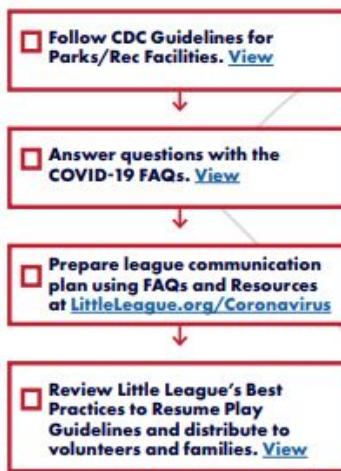 Follow CDC Guidelines for
Parks/Rec Facilities. View
Answer questions with the
COVID-19 FAQs. View
Prepare league communication
plan using FAQs and Resources
at LittleLeague.org/Coronavirus
Review Little League's Best
Practices to Resume Play
Guidelines and distribute to
volunteers and families. View